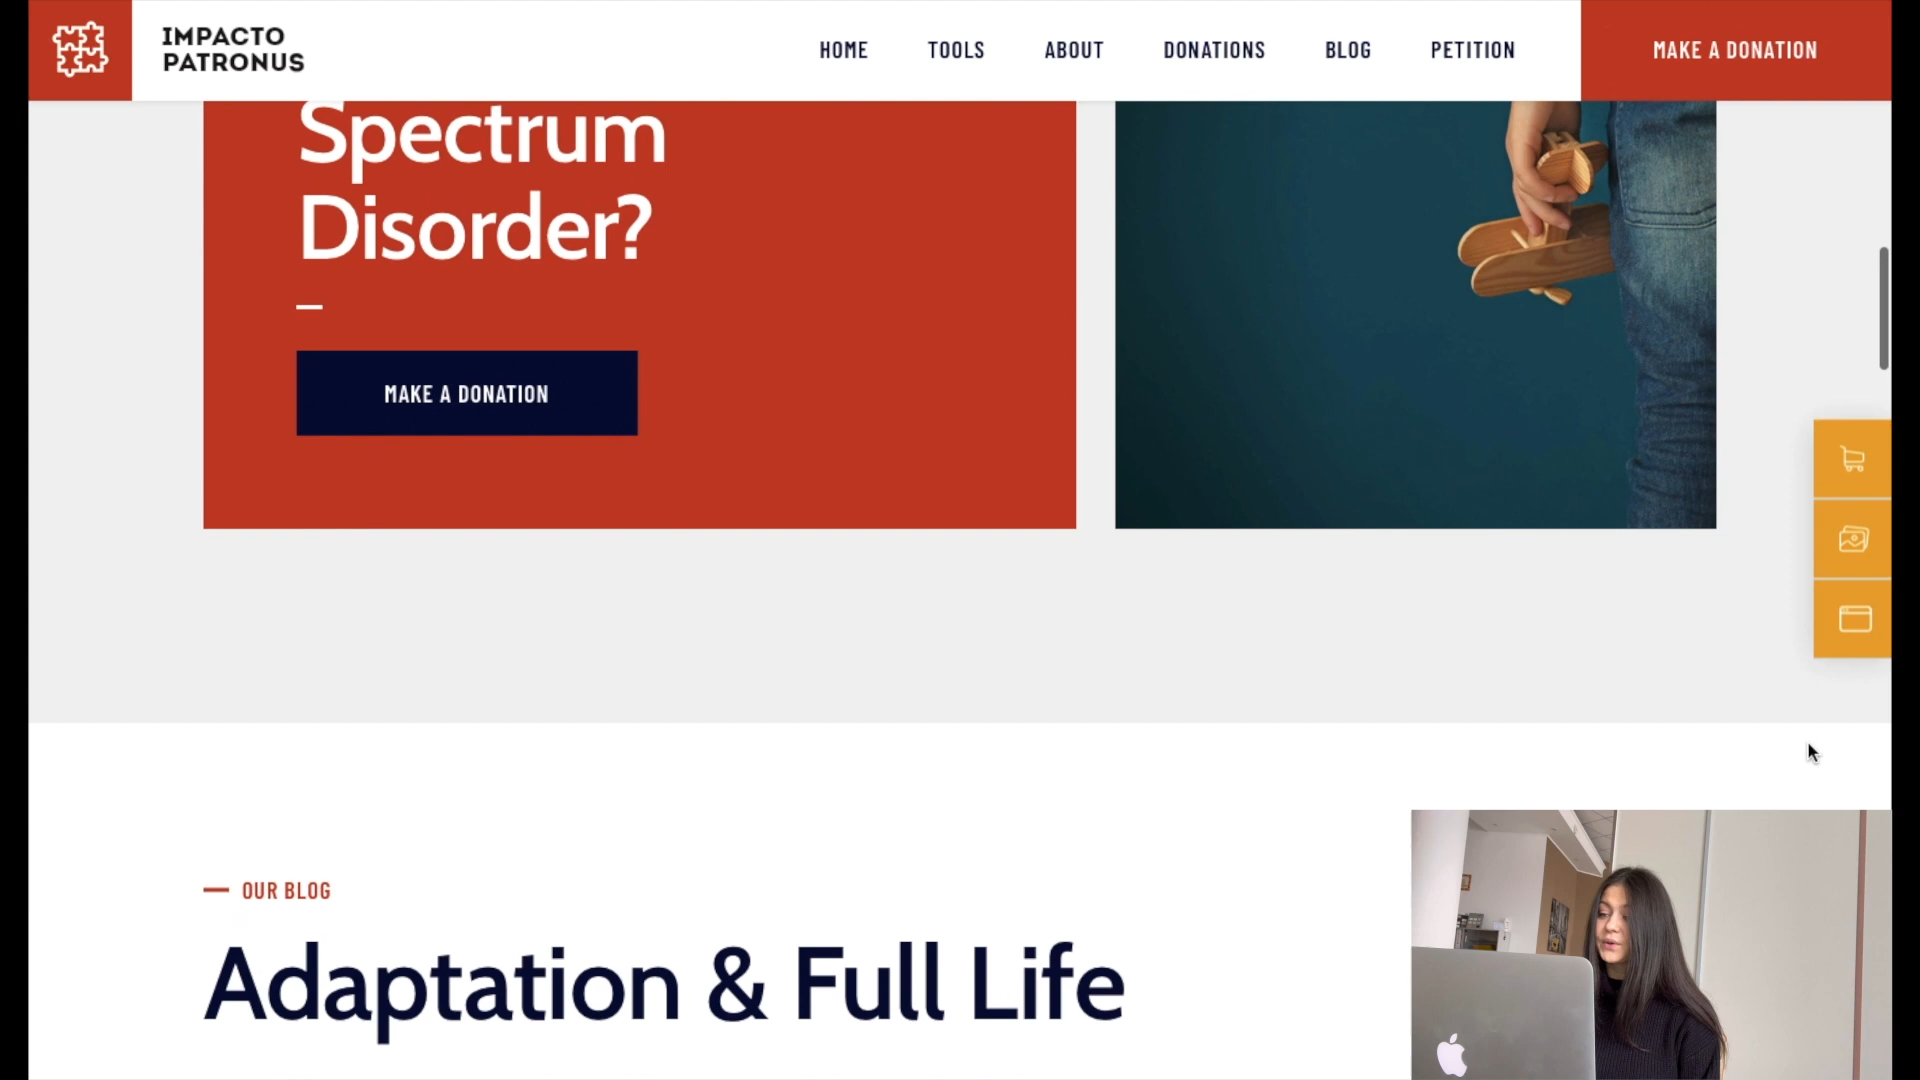 IMPACTO
PATRONUS
HOME TOOLS ABOUT DONATIONS BLOG PETITION MAKE A DONATION
Spectrum
Disorder?
MAKE A DONATION
OUR BLOG
Adaptation & Full Life